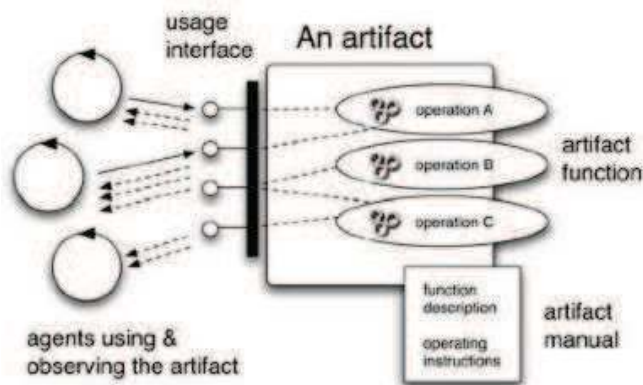 usage
interface
An artifact
operation A
operation B
operation C
artifact
function
function
description
operating
instructions
artifact
manual
agents using &
observing the artifact